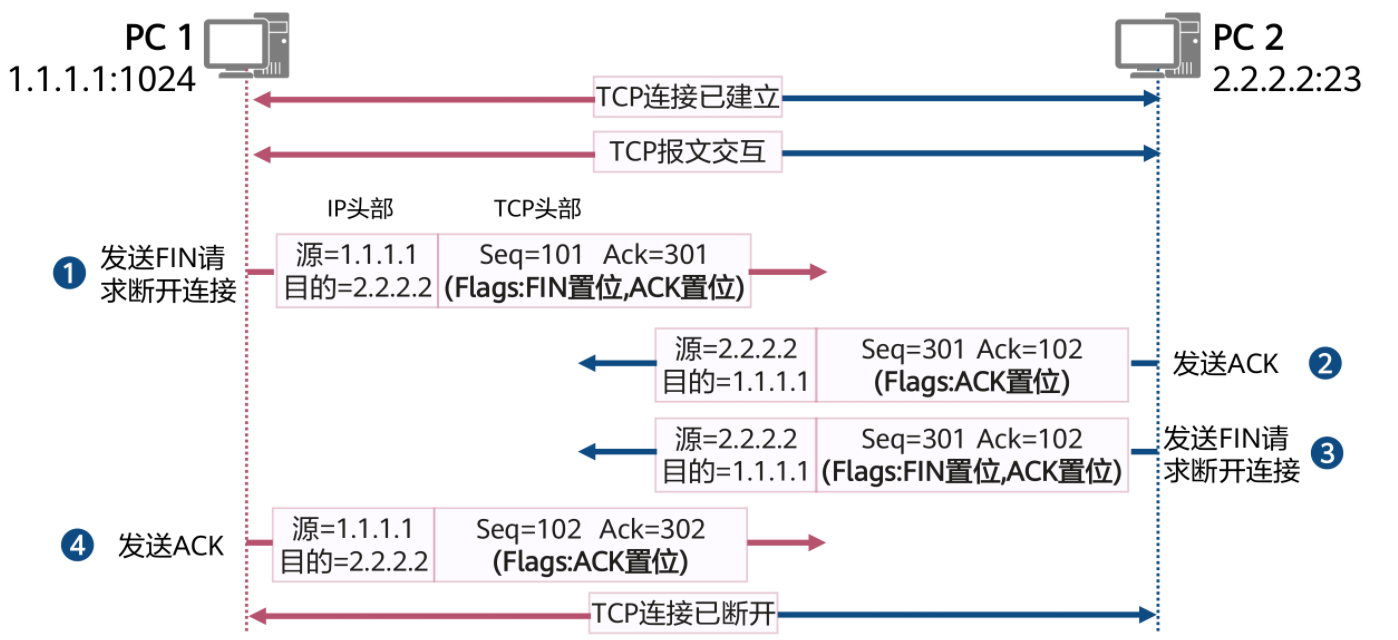 PC 1
1.1.1.1:1024
PC 2
2.2.2.2:23
TCP连接已建立
TCP报文交互
IP头部
TCP头部
1
发送FIN请
求断开连接
源=1.1.1.1
目的=2.2.2.2
Seq=101 Ack=301
(Flags:FIN置位,ACK置位)
源=2.2.2.2
目的=1.1.1.1
Seq=301 Ack=102
(Flags:ACK置位)
发送ACK
2
源=2.2.2.2
目的=1.1.1.1
Seq=301 Ack=102
(Flags:FIN置位,ACK置位)
发送FIN请
求断开连接
3
4
发送ACK
源=1.1.1.1
目的=2.2.2.2
Seq=102 Ack=302
(Flags:ACK置位)
TCP连接已断开